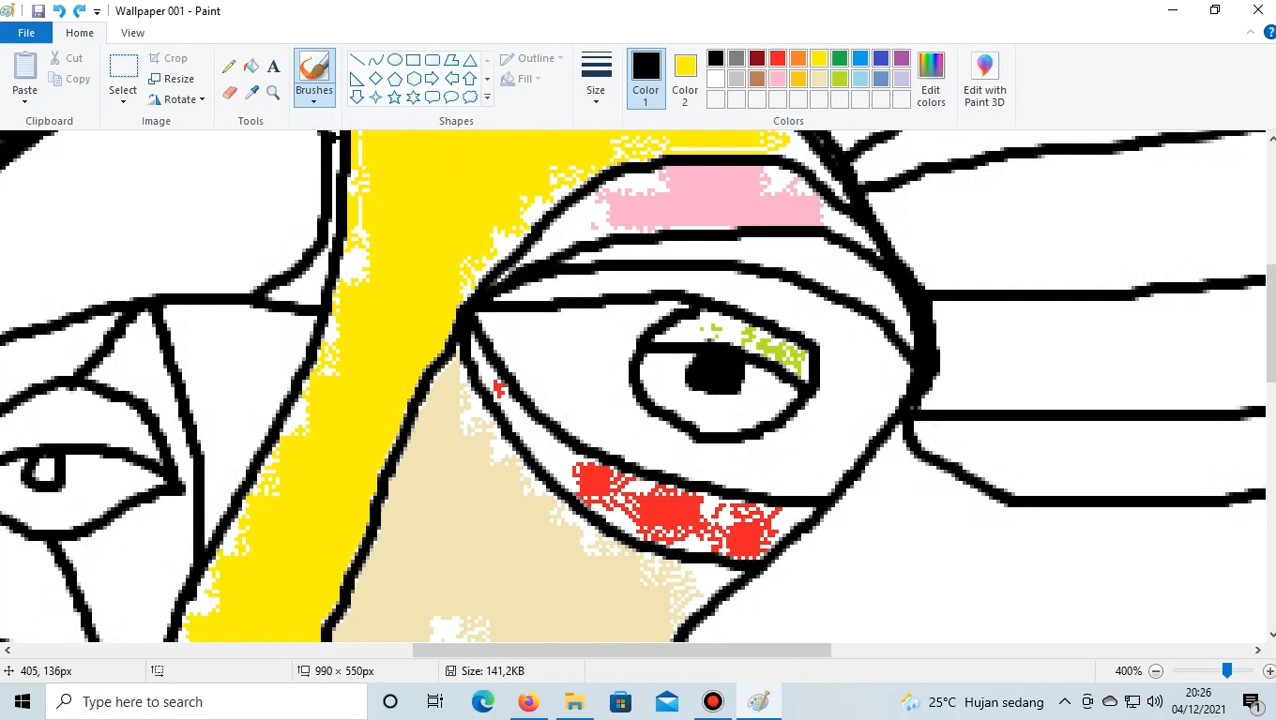 Wallpaper 001 - Paint
File Home View
Paste Cut Copy Clipboard
Select Crop Resize Rotate Image
A
Tools
Brushes
Outline Fill Shapes
Size
Color 1 Color 2
Edit colors Edit with Paint 3D
Colors
405, 136px 990 × 550px Size: 141,2KB 400%
Type here to search 25°C Hujan sedang 20:26 04/12/2021 1